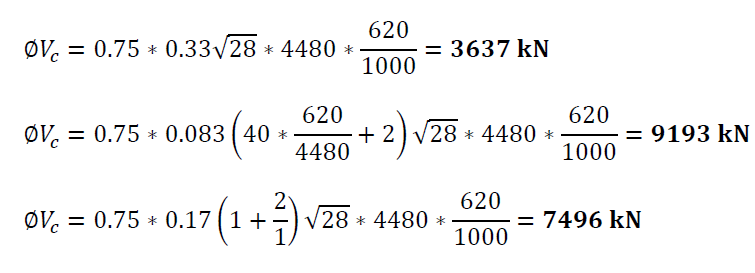 ∅V_c = 0.75 ∗ 0.33√28 ∗ 4480 ∗ 620/1000 = 3637 kN
∅V_c = 0.75 ∗ 0.083 (40 ∗ 620/4480 + 2) √28 ∗ 4480 ∗ 620/1000 = 9193 kN
∅V_c = 0.75 ∗ 0.17 (1 + 2/1) √28 ∗ 4480 ∗ 620/1000 = 7496 kN